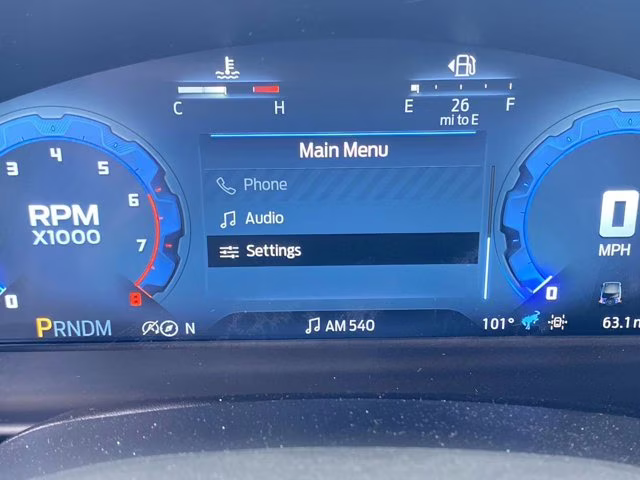 C H
E F
26
mi to E
Main Menu
Phone
Audio
Settings
3 4 5 6 7 8 0
RPM
X1000
0
MPH
0
PRNDM
N
AM 540
101°
63.1